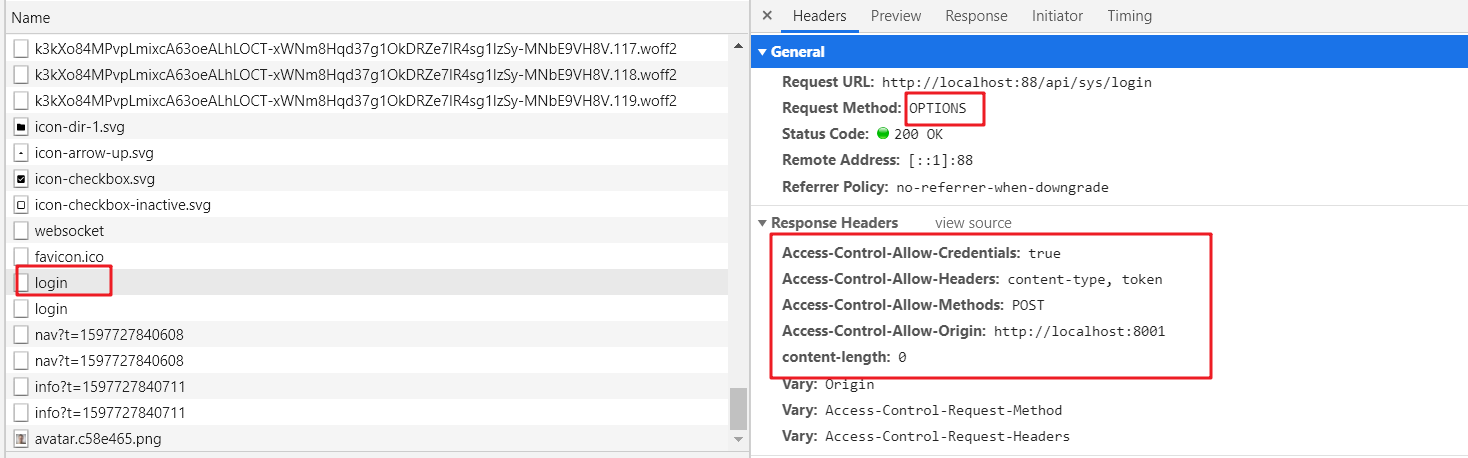 Name
k3kXo84MPvpLmixcA63oeALhLOCT-xWNm8Hqd37g1OkDRZe7lR4sg1IzSy-MNbE9VH8V.117.woff2
k3kXo84MPvpLmixcA63oeALhLOCT-xWNm8Hqd37g1OkDRZe7lR4sg1IzSy-MNbE9VH8V.118.woff2
k3kXo84MPvpLmixcA63oeALhLOCT-xWNm8Hqd37g1OkDRZe7lR4sg1IzSy-MNbE9VH8V.119.woff2
icon-dir-1.svg
icon-arrow-up.svg
icon-checkbox.svg
icon-checkbox-inactive.svg
websocket
favicon.ico
login
login
nav?t=1597727840608
nav?t=1597727840608
info?t=1597727840711
info?t=1597727840711
avatar.c58e465.png
× Headers Preview Response Initiator Timing
General
Request URL: http://localhost:88/api/sys/login
Request Method: OPTIONS
Status Code: 200 OK
Remote Address: [::1]:88
Referrer Policy: no-referrer-when-downgrade
Response Headers view source
Access-Control-Allow-Credentials: true
Access-Control-Allow-Headers: content-type, token
Access-Control-Allow-Methods: POST
Access-Control-Allow-Origin: http://localhost:8001
content-length: 0
Vary: Origin
Vary: Access-Control-Request-Method
Vary: Access-Control-Request-Headers